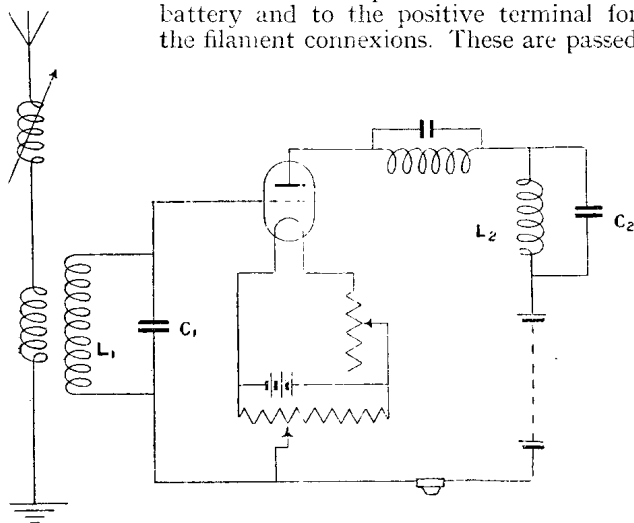 battery and to the positive terminal for
the filament connexions. These are passed
L₂
C₂
C₁
L₁